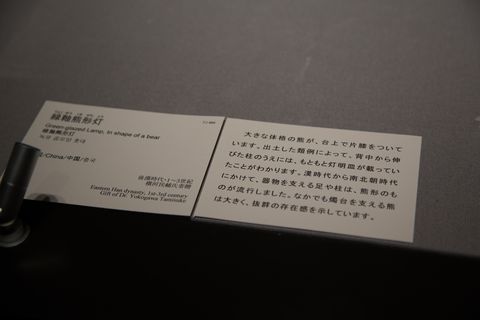 緑釉熊形灯
Green-glazed Lamp, In shape of a bear
绿釉熊形灯
/China/中国/중국
後漢時代・1～3世紀
横河民輔氏寄贈
Eastern Han dynasty, 1st-3rd century
Gift of Dr. Yokogawa Tamisuke
大きな体格の熊が、台上で片膝をついて
います。出土した類例によって、背中から伸
びた柱のうえには、もともと灯明皿が載ってい
たことがわかります。漢時代から南北朝時代
にかけて、器物を支える足や柱は、熊形のも
のが流行しました。なかでも燭台を支える熊
は大きく、抜群の存在感を示しています。